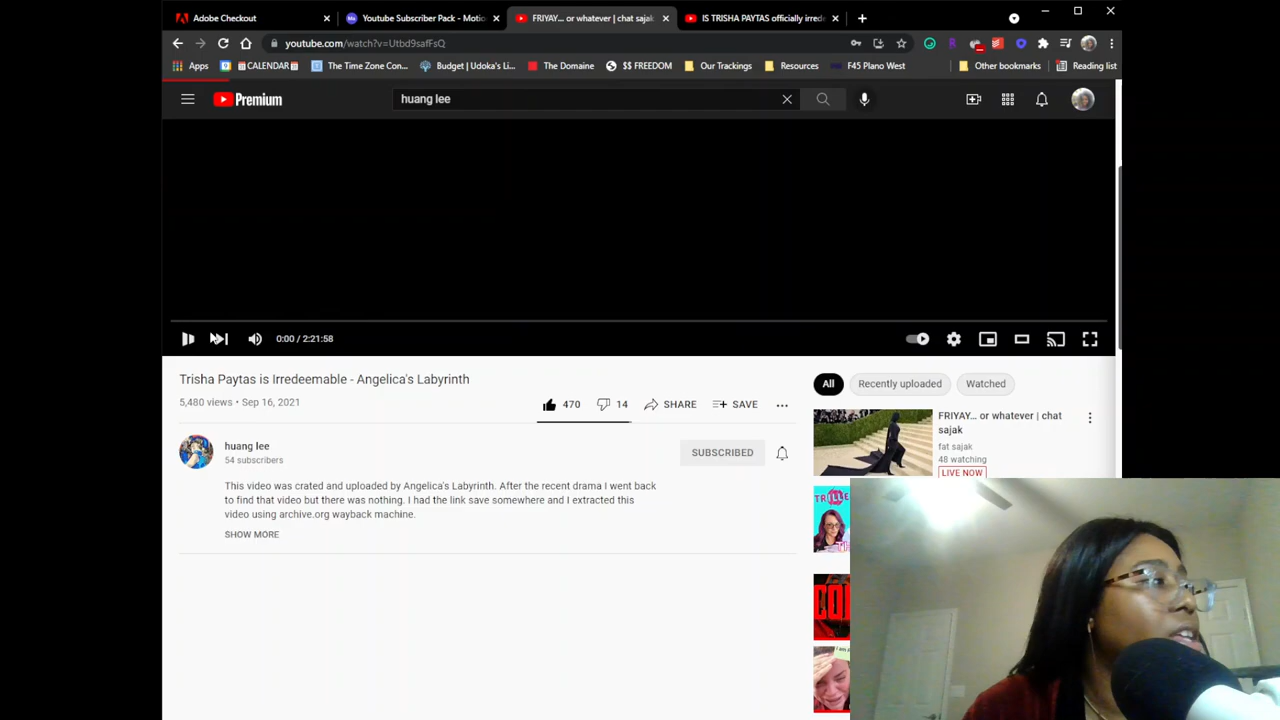 Adobe Checkout
Youtube Subscriber Pack - Motio
FRIYAY... or whatever | chat sajak
IS TRISHA PAYTAS officially irrede
youtube.com/watch?v=Utbd9safFsQ
Apps
CALENDAR
The Time Zone Con...
Budget | Udoka's Li...
The Domaine
$$ FREEDOM
Our Trackings
Resources
F45 Plano West
Other bookmarks
Reading list
Premium
huang lee
0:00 / 2:21:58
Trisha Paytas is Irredeemable - Angelica's Labyrinth
5,480 views • Sep 16, 2021
470
14
SHARE
SAVE
huang lee
54 subscribers
SUBSCRIBED
This video was crated and uploaded by Angelica's Labyrinth. After the recent drama I went back
to find that video but there was nothing. I had the link save somewhere and I extracted this
video using archive.org wayback machine.
SHOW MORE
All
Recently uploaded
Watched
FRIYAY... or whatever | chat
sajak
fat sajak
48 watching
LIVE NOW